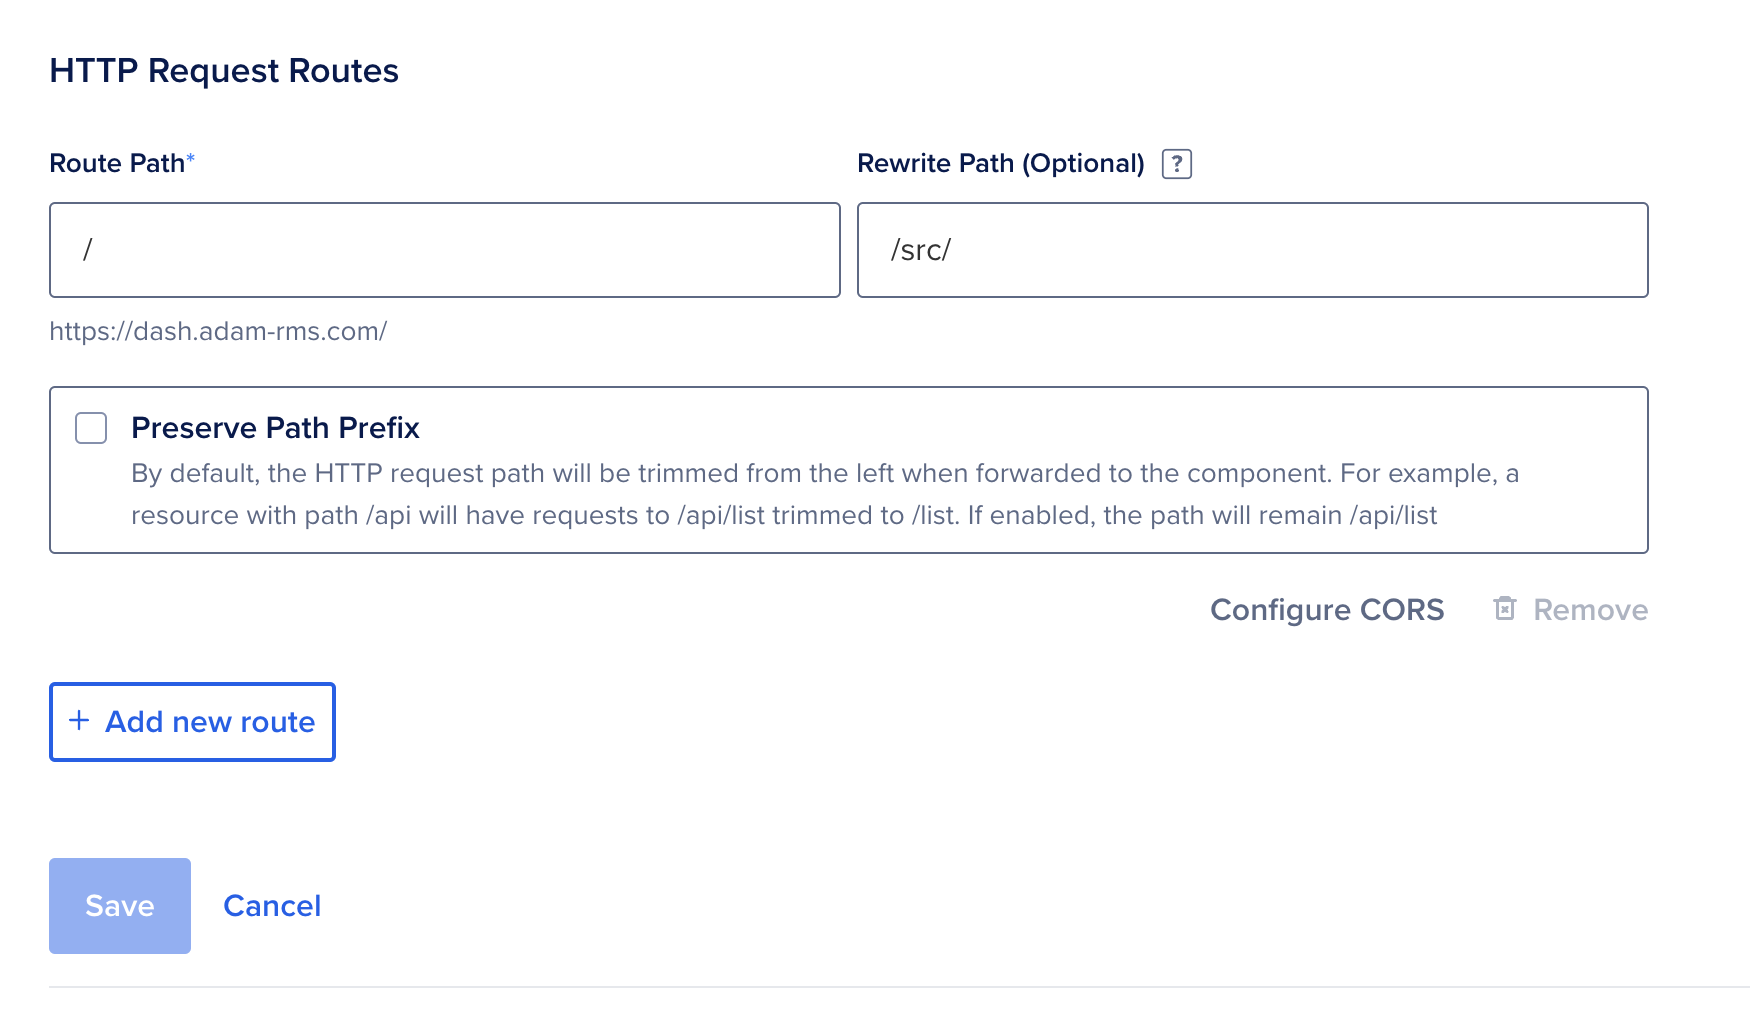 HTTP Request Routes
Route Path*
Rewrite Path (Optional) ?
/
/src/
https://dash.adam-rms.com/
Preserve Path Prefix
By default, the HTTP request path will be trimmed from the left when forwarded to the component. For example, a
resource with path /api will have requests to /api/list trimmed to /list. If enabled, the path will remain /api/list
Configure CORS
Remove
+ Add new route
Save
Cancel